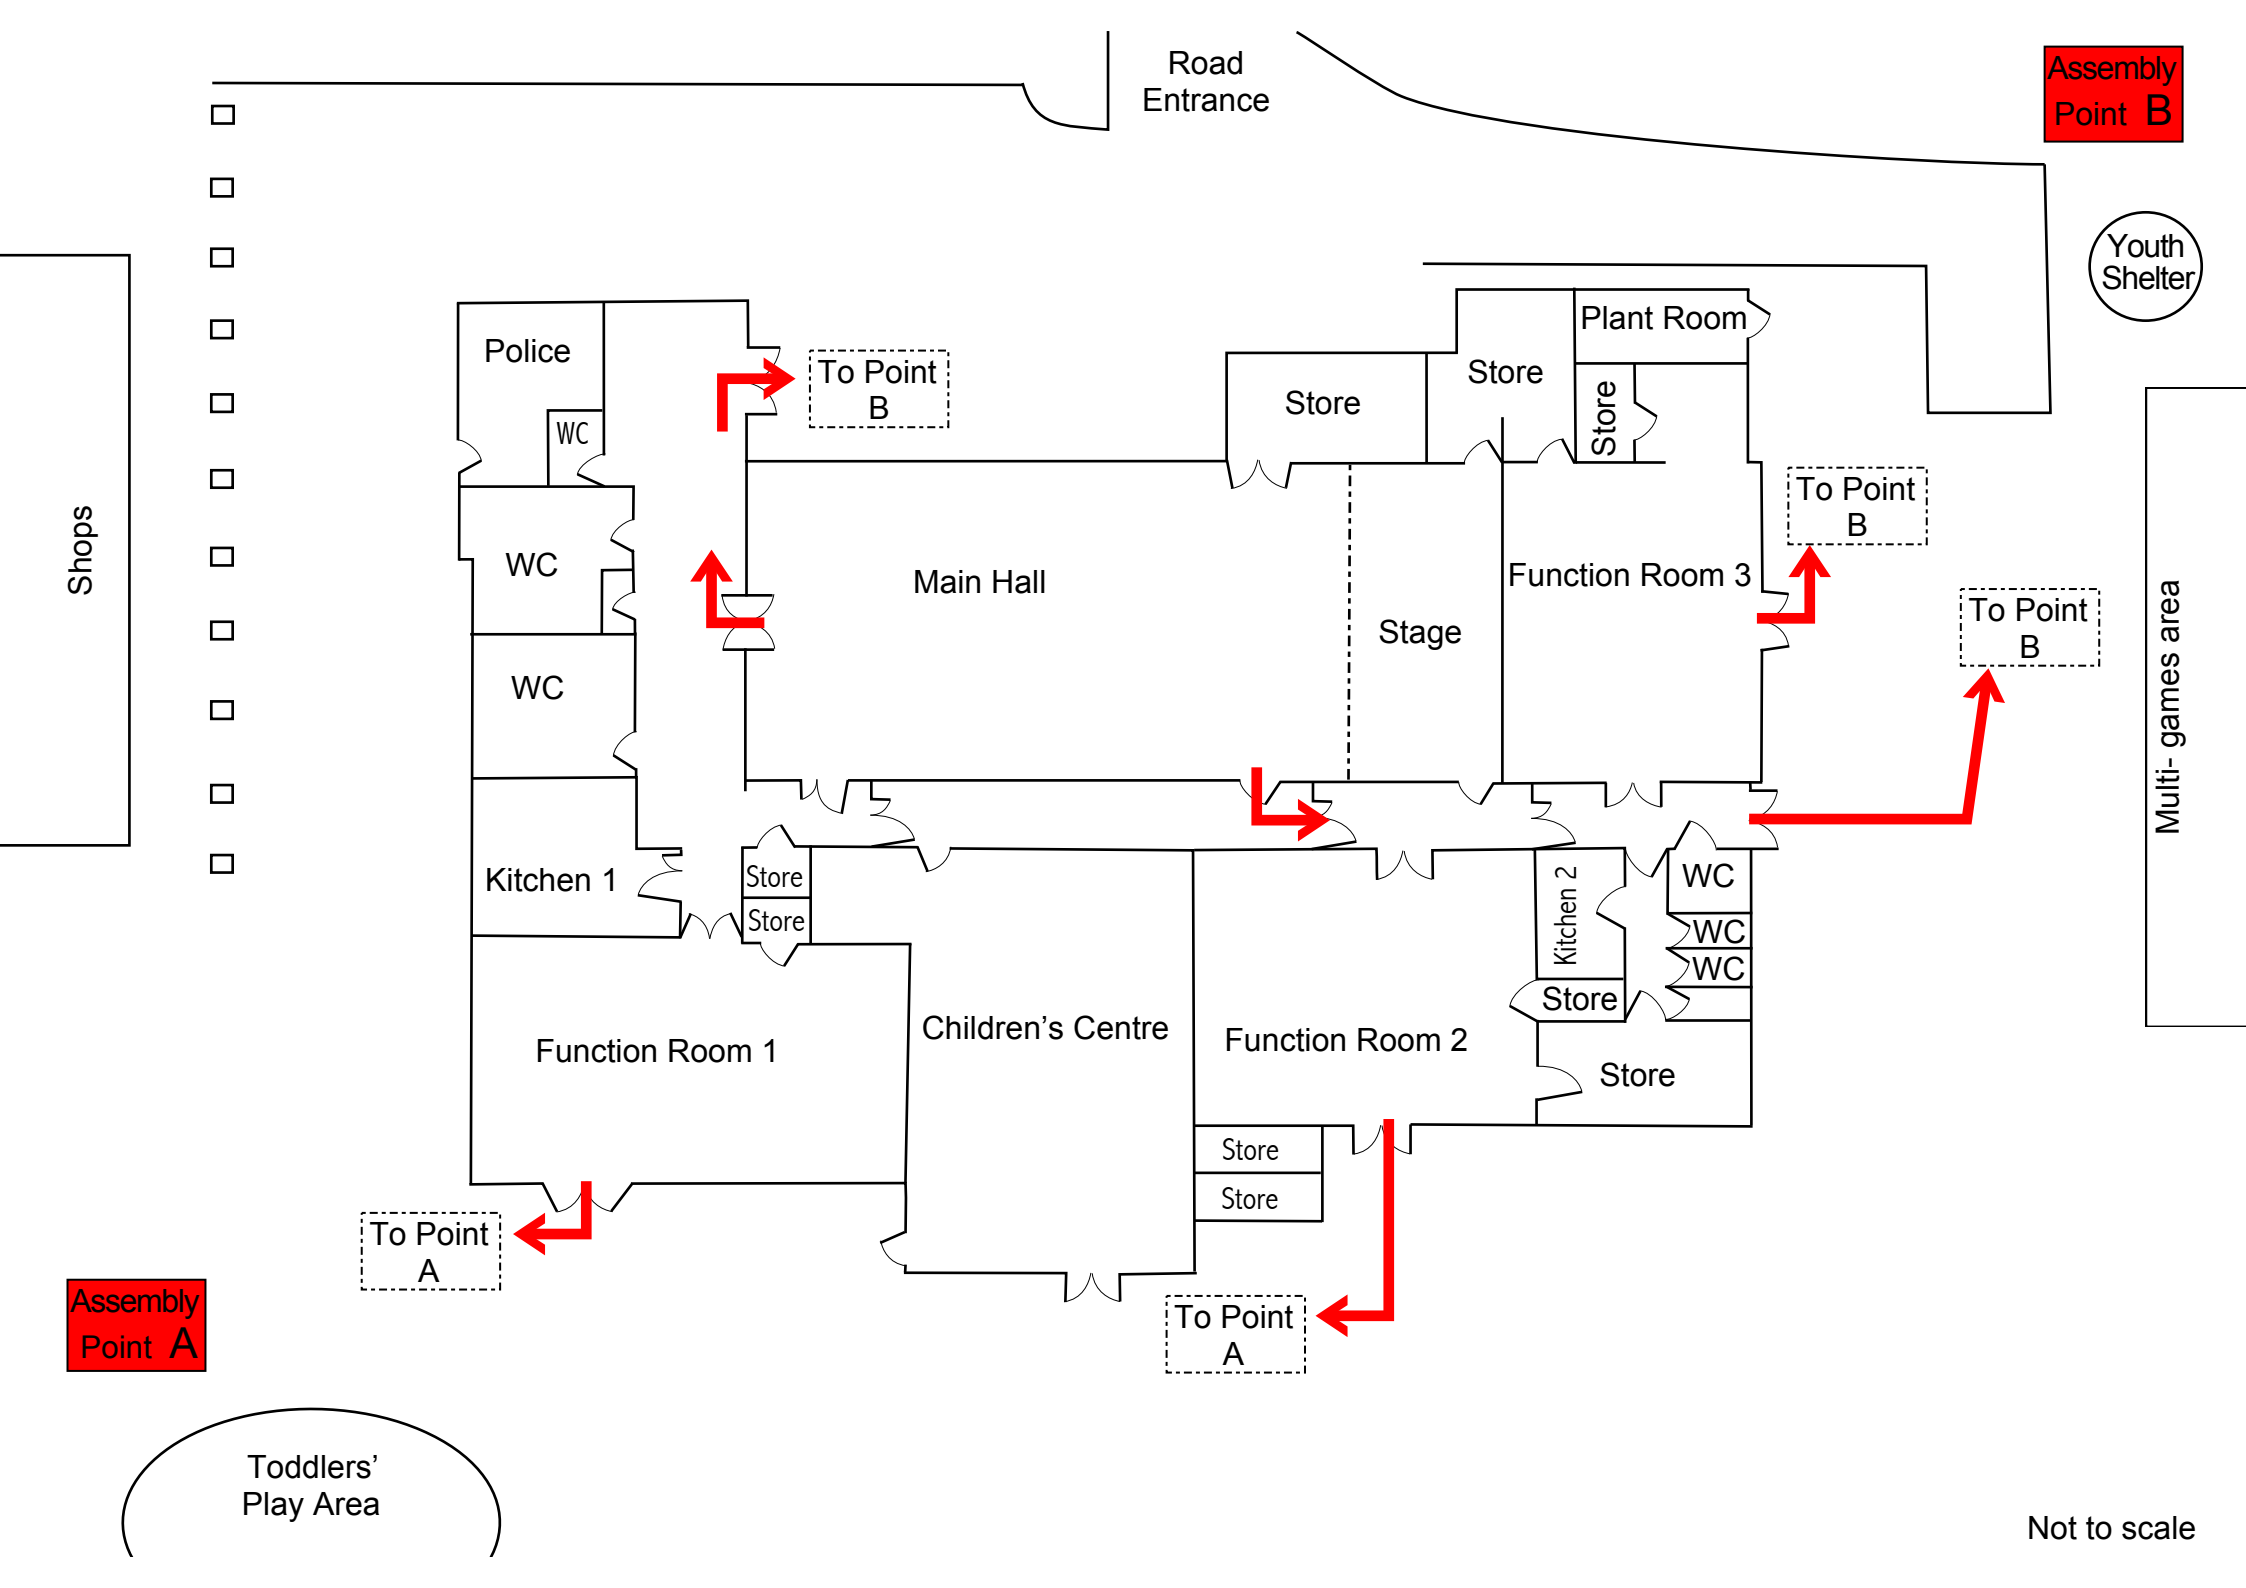 Road
Entrance
Assembly
Point B
Youth
Shelter
Police
To Point
B
Plant Room
Store
Store
Store
WC
To Point
B
Shops
WC
Main Hall
Function Room 3
To Point
B
Stage
WC
Multi- games area
Kitchen 1
Store
Store
Kitchen 2
WC
WC
WC
Store
Function Room 1
Children’s Centre
Function Room 2
Store
Store
Store
To Point
A
Assembly
Point A
To Point
A
Toddlers’
Play Area
Not to scale